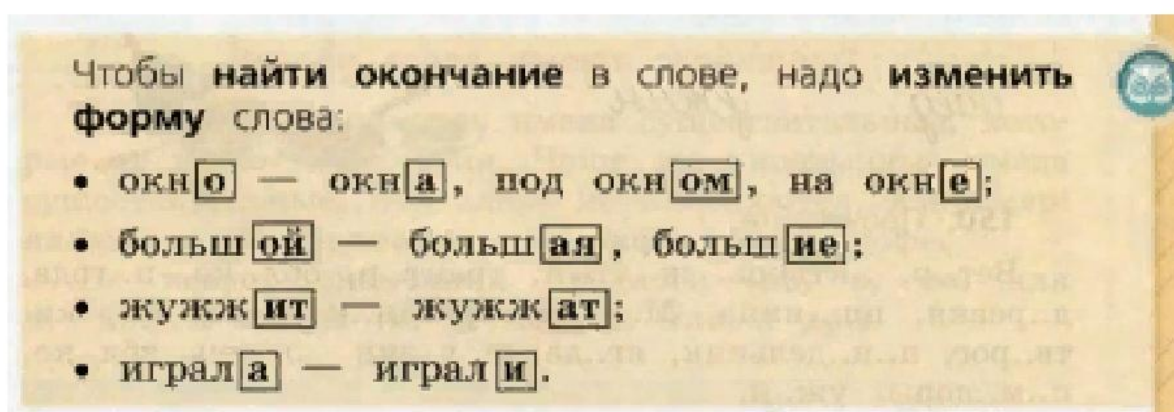 Чтобы найти окончание в слове, надо изменить
форму слова:
• окно — окна, под окном, на окне;
• большой — большая, большие;
• жужжит — жужжат;
• играла — играли.